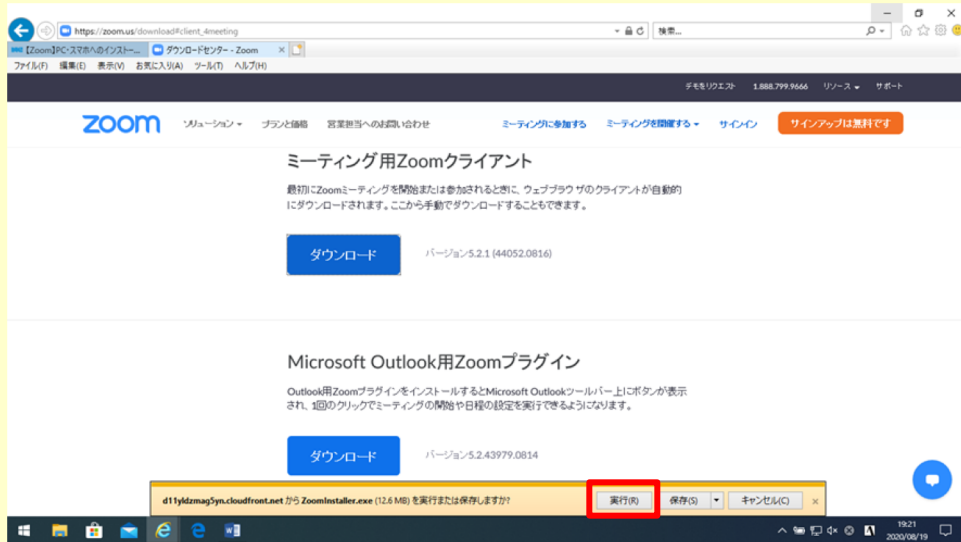 https://zoom.us/download#client_4meeting
検索...
【Zoom】PC・スマホへのインストー...
ダウンロードセンター - Zoom
ファイル(F) 編集(E) 表示(V) お気に入り(A) ツール(T) ヘルプ(H)
デモをリクエスト 1.888.799.9666 リソース サポート
zoom ソリューション プランと価格 営業担当へのお問い合わせ ミーティングに参加する ミーティングを開催する サインイン サインアップは無料です
ミーティング用Zoomクライアント
最初にZoomミーティングを開始または参加されるときに、ウェブブラウザのクライアントが自動的
にダウンロードされます。ここから手動でダウンロードすることもできます。
ダウンロード バージョン5.2.1 (44052.0816)
Microsoft Outlook用Zoomプラグイン
Outlook用ZoomプラグインをインストールするとMicrosoft Outlookツールバー上にボタンが表示
され、1回のクリックでミーティングの開始や日程の設定を実行できるようになります。
ダウンロード バージョン5.2.43979.0814
d11yldzmag5yn.cloudfront.net から ZoomInstaller.exe (12.6 MB) を実行または保存しますか?
実行(R) 保存(S) キャンセル(C)
19:21
2020/08/19